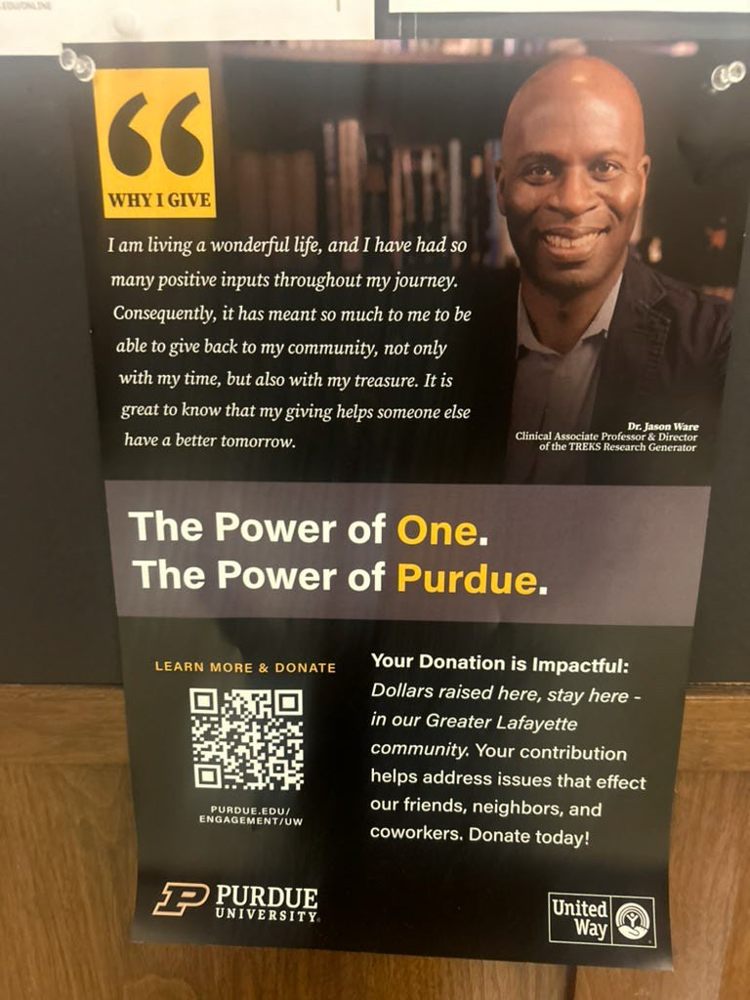 .EDU/ONLINE
WHY I GIVE
I am living a wonderful life, and I have had so
many positive inputs throughout my journey.
Consequently, it has meant so much to me to be
able to give back to my community, not only
with my time, but also with my treasure. It is
great to know that my giving helps someone else
have a better tomorrow.
Dr. Jason Ware
Clinical Associate Professor & Director
of the TREKS Research Generator
The Power of One.
The Power of Purdue.
LEARN MORE & DONATE
PURDUE.EDU/
ENGAGEMENT/UW
Your Donation is Impactful:
Dollars raised here, stay here -
in our Greater Lafayette
community. Your contribution
helps address issues that effect
our friends, neighbors, and
coworkers. Donate today!
P PURDUE
UNIVERSITY®
United
Way